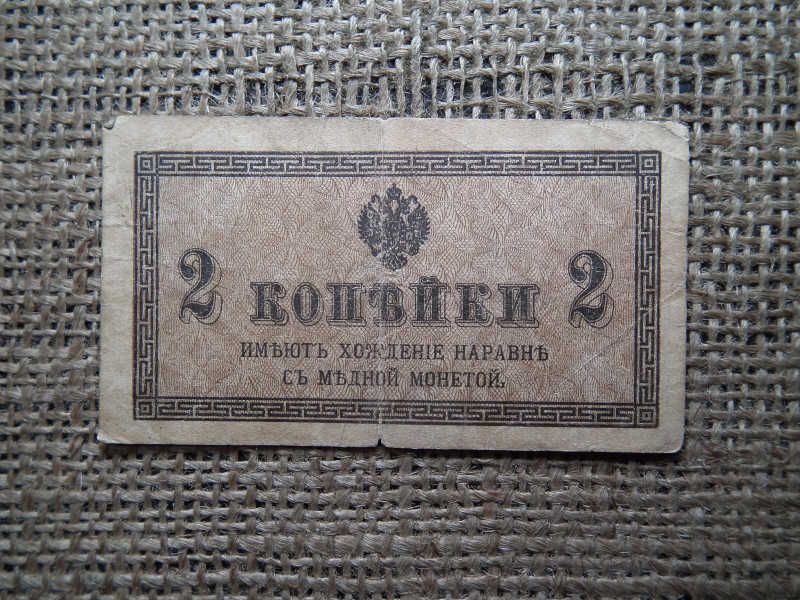 2 КОПѢЙКИ 2
ИМѢЮТЪ ХОЖДЕНІЕ НАРАВНѢ
СЪ МѢДНОЙ МОНЕТОЙ.